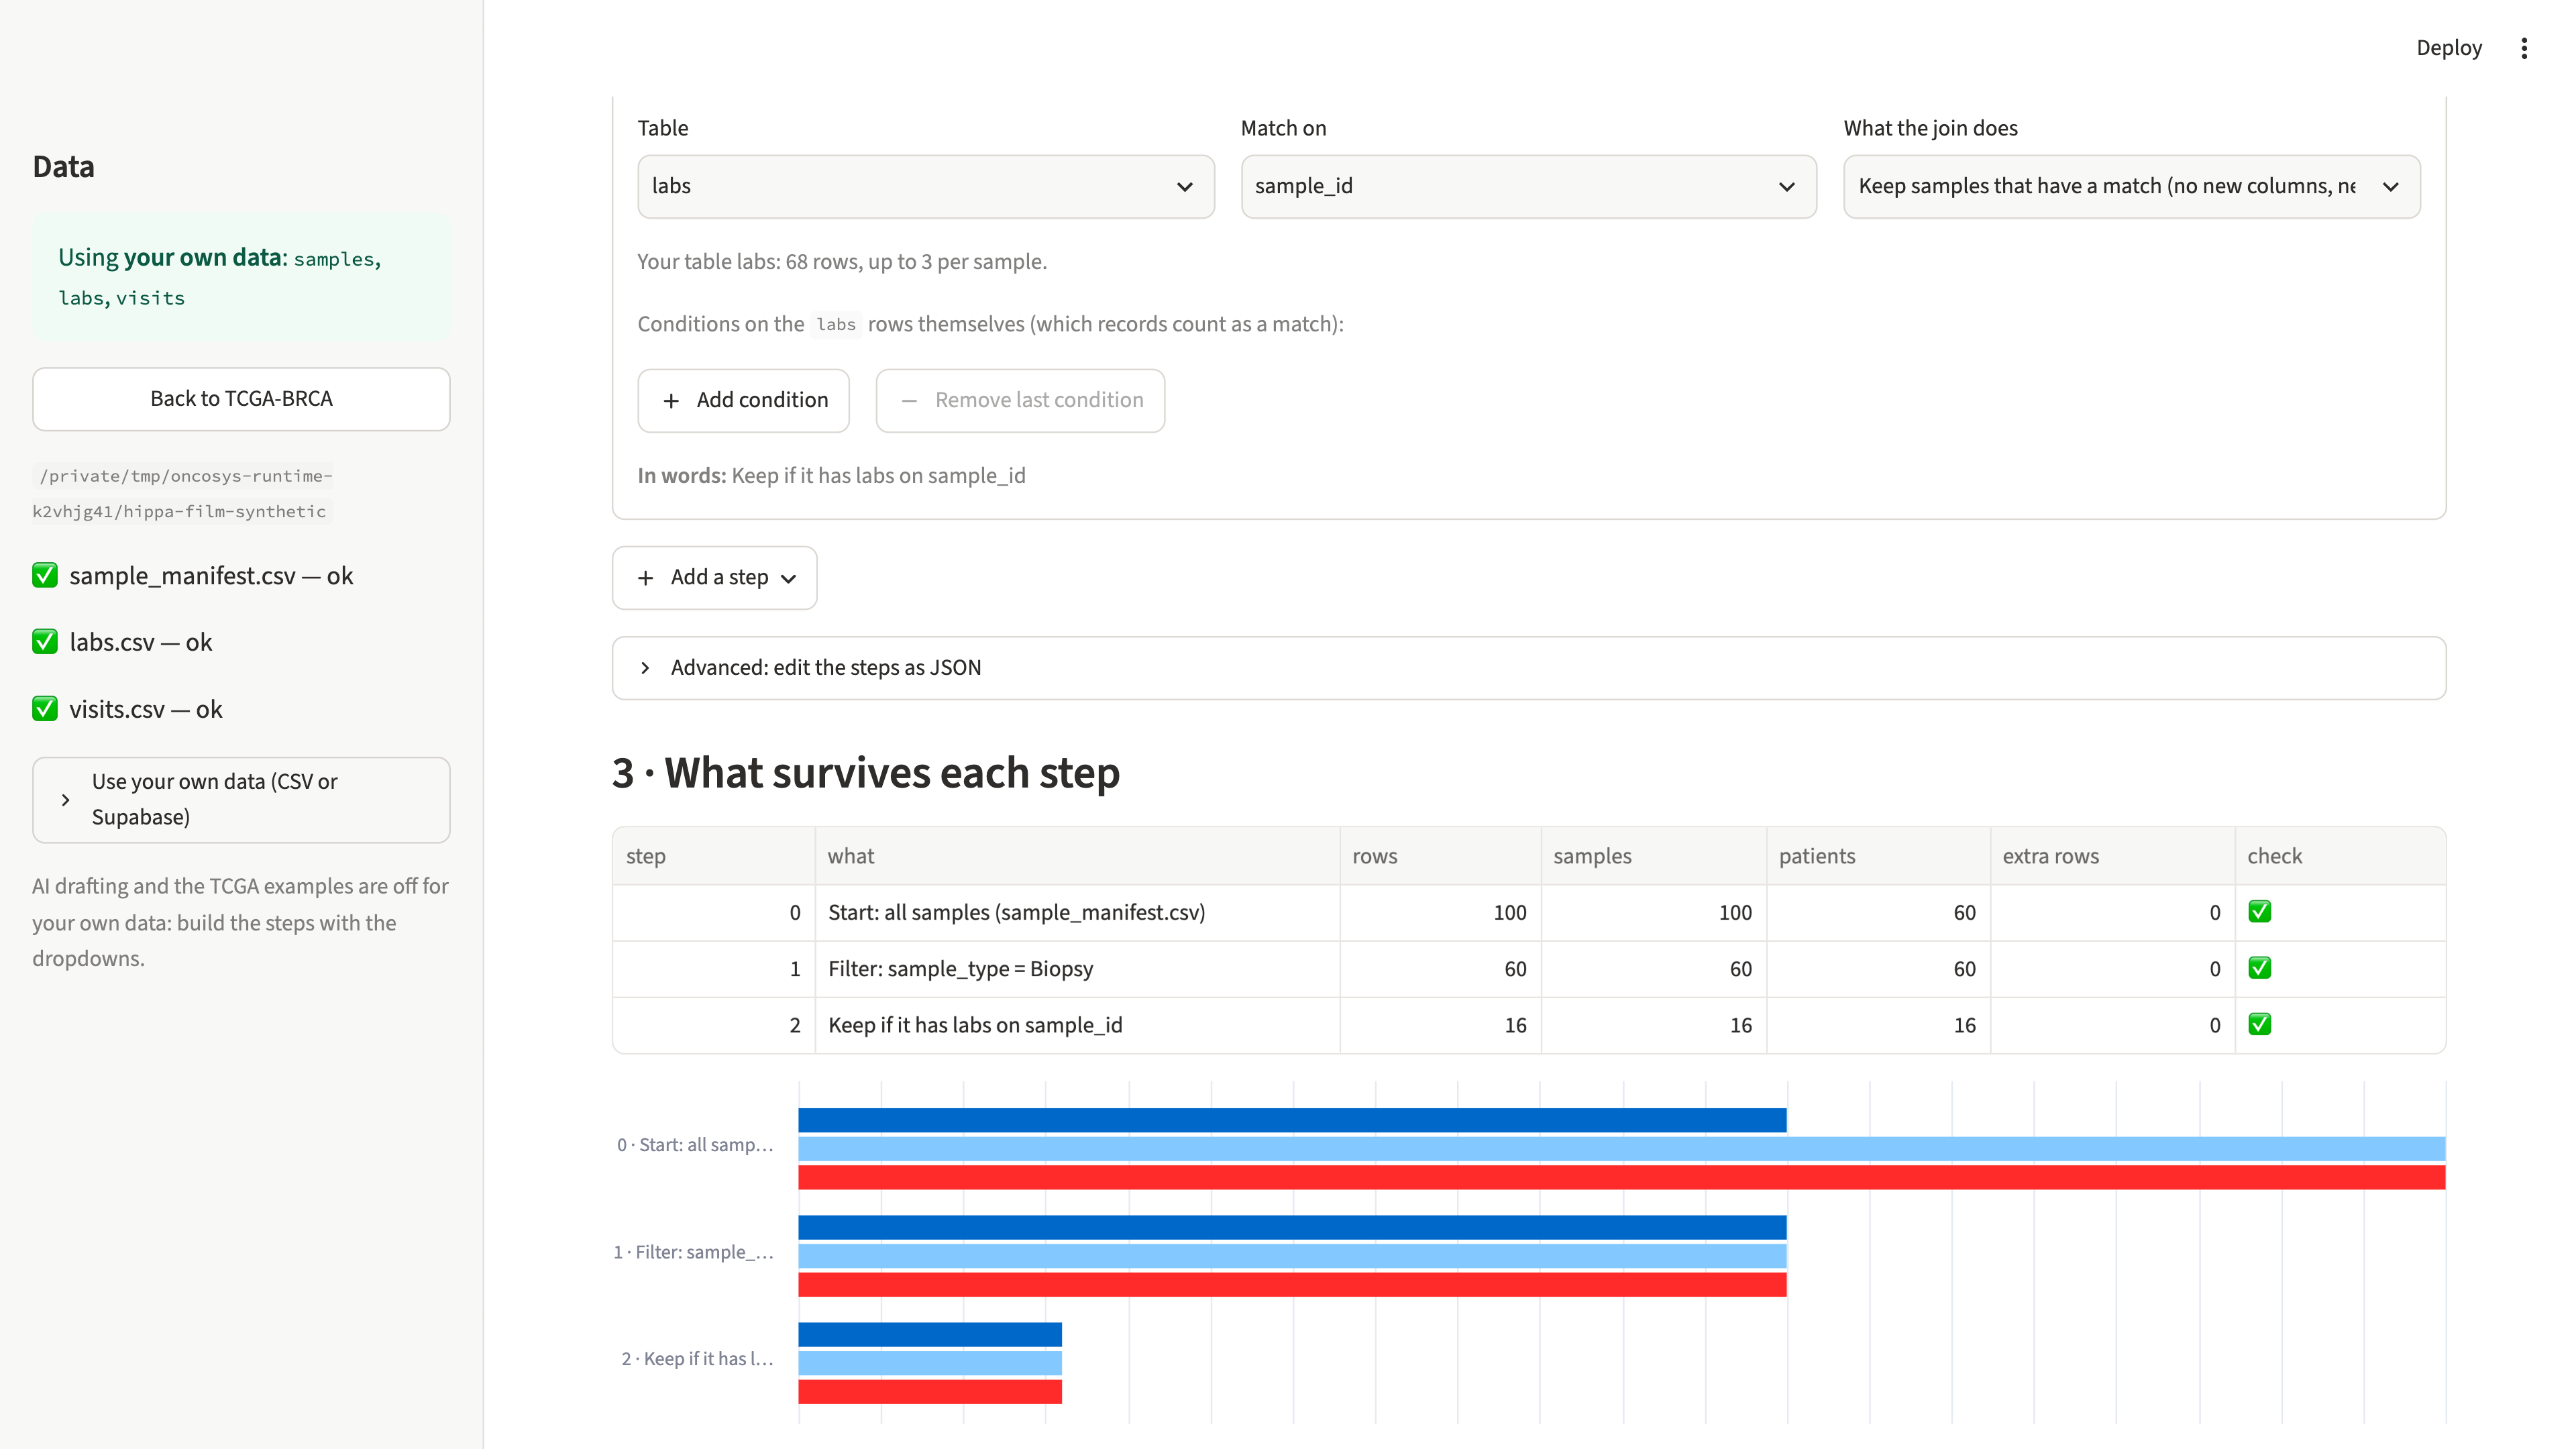 Deploy
Data
Using your own data: samples,
labs, visits
Back to TCGA-BRCA
/private/tmp/oncosys-runtime-
k2vhjg41/hippa-film-synthetic
sample_manifest.csv — ok
labs.csv — ok
visits.csv — ok
Use your own data (CSV or
Supabase)
AI drafting and the TCGA examples are off for
your own data: build the steps with the
dropdowns.
Table Match on What the join does
labs sample_id Keep samples that have a match (no new columns, ne
Your table labs: 68 rows, up to 3 per sample.
Conditions on the labs rows themselves (which records count as a match):
+ Add condition − Remove last condition
In words: Keep if it has labs on sample_id
+ Add a step
Advanced: edit the steps as JSON
3 · What survives each step
step what rows samples patients extra rows check
0 Start: all samples (sample_manifest.csv) 100 100 60 0
1 Filter: sample_type = Biopsy 60 60 60 0
2 Keep if it has labs on sample_id 16 16 16 0
0 · Start: all samp…
1 · Filter: sample_…
2 · Keep if it has l…